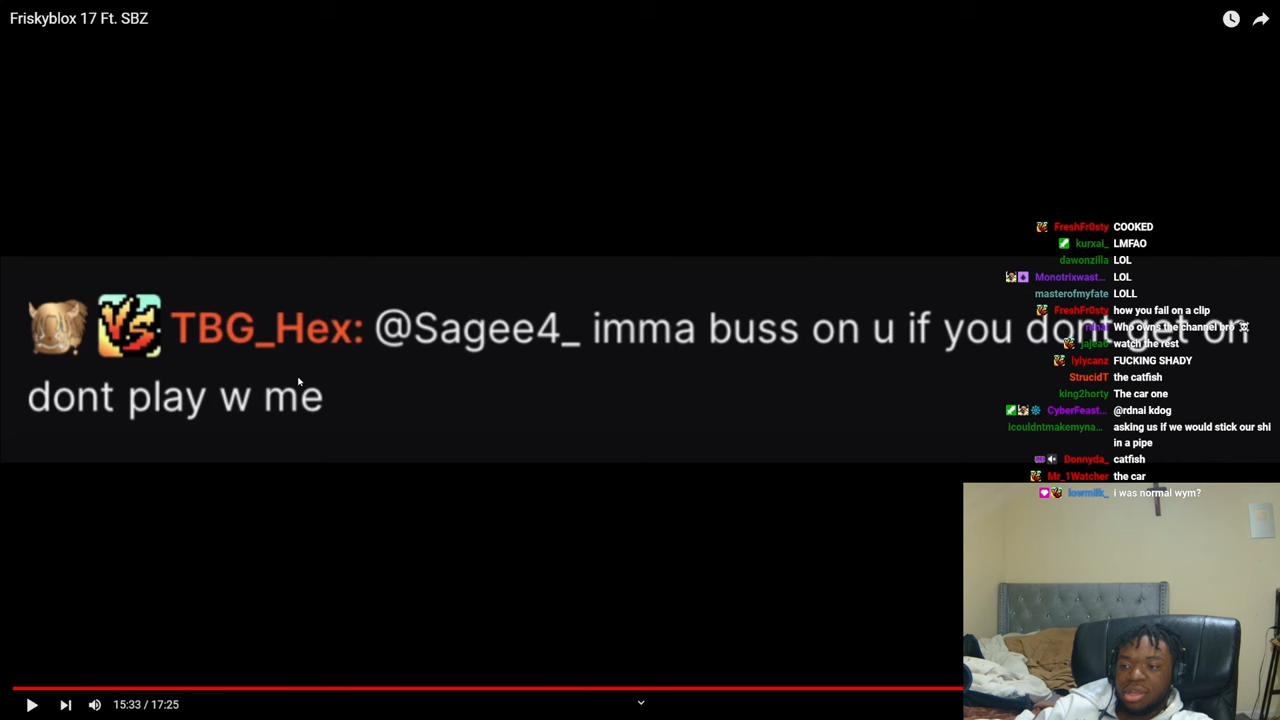 Friskyblox 17 Ft. SBZ
TBG_Hex: @Sagee4_ imma buss on u if you dont get on
dont play w me
FreshFr0sty COOKED
kurxai_ LMFAO
dawonzilla LOL
Monotrixwast... LOL
masterofmyfate LOLL
FreshFr0sty how you fail on a clip
rdnai Who owns the channel bro
jajea6 watch the rest
lylycanz FUCKING SHADY
StrucidT the catfish
king2horty The car one
CyberFeast... @rdnai kdog
Icouldntmakemyna... asking us if we would stick our shi
in a pipe
Donnyda_ catfish
Mr_1Watcher the car
lowmilk_ i was normal wym?
15:33 / 17:25